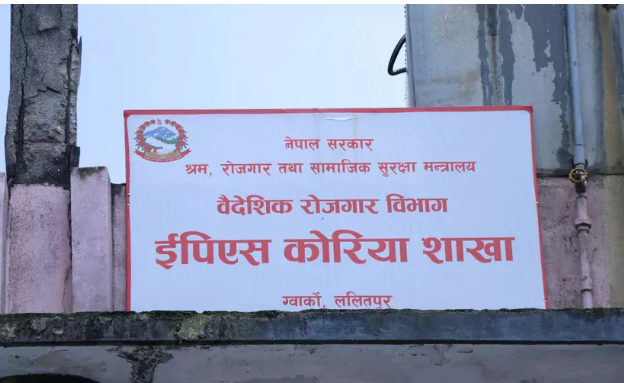 नेपाल सरकार
श्रम, रोजगार तथा सामाजिक सुरक्षा मन्त्रालय
वैदेशिक रोजगार विभाग
ईपिएस कोरिया शाखा
ग्वार्को, ललितपुर